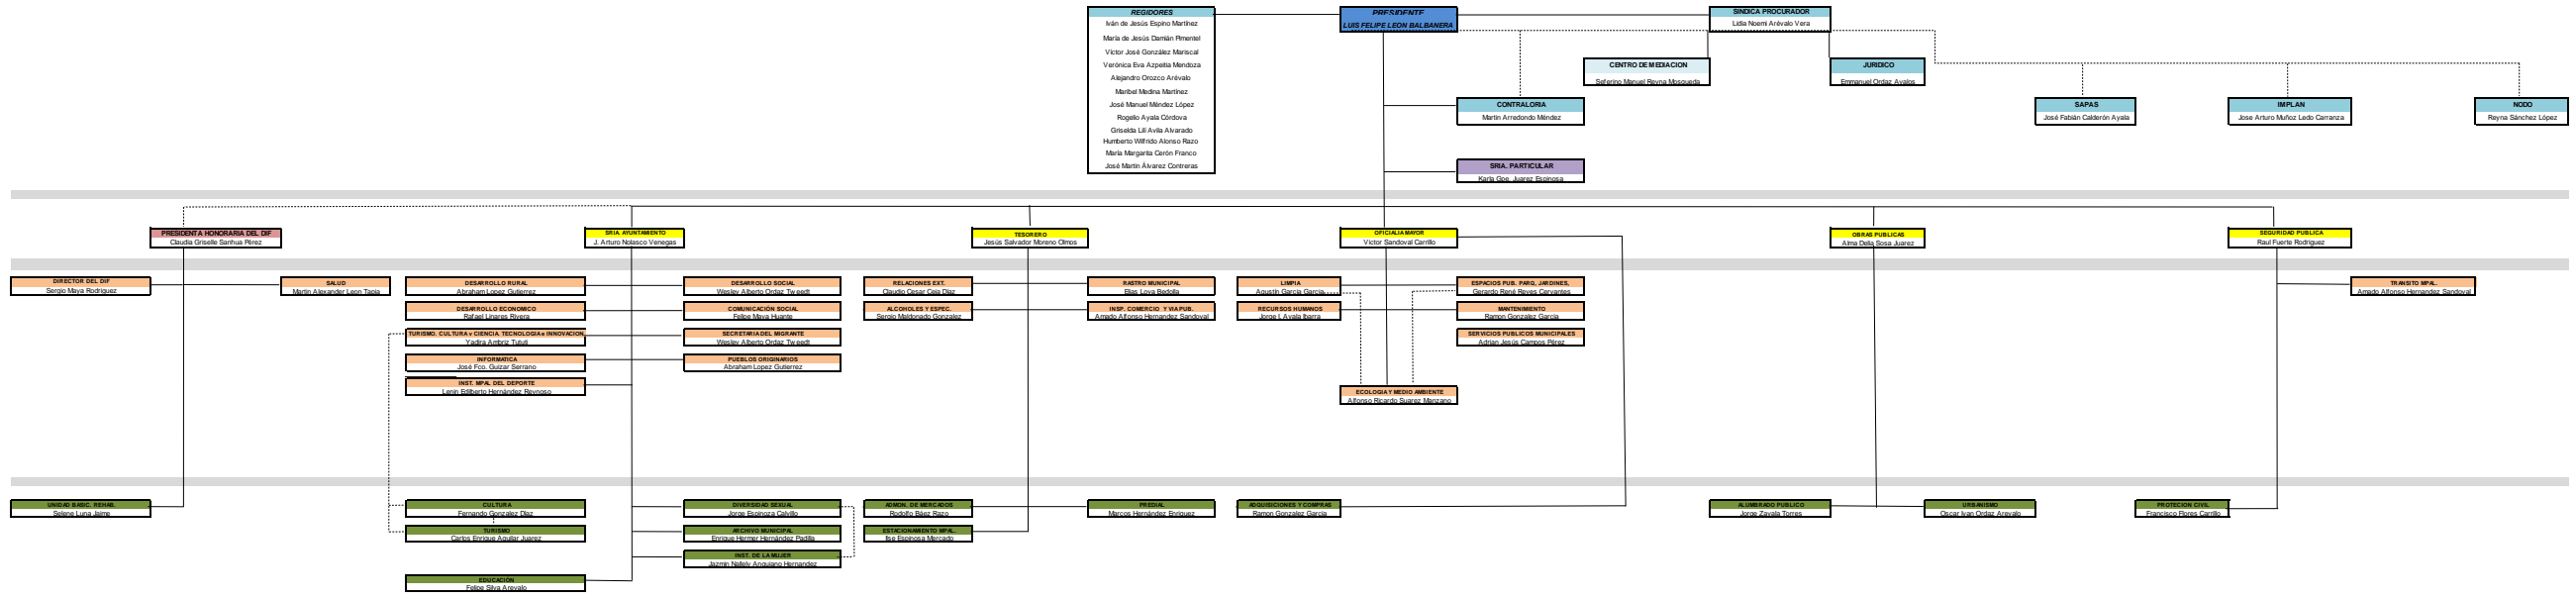 REGIDORES
Iván de Jesús Espino Martínez
María de Jesús Damián Pimentel
Víctor José González Mariscal
Verónica Eva Azpeitia Mendoza
Alejandro Orozco Arévalo
Maribel Medina Martínez
José Manuel Méndez López
Rogelio Ayala Córdova
Griselda Lili Avila Alvarado
Humberto Wilfrido Alonso Razo
María Margarita Cerón Franco
José Martín Álvarez Contreras
PRESIDENTE
LUIS FELIPE LEON BALBANERA
SINDICA PROCURADOR
Lidia Noemi Arévalo Vera
CENTRO DE MEDIACION
Seferino Manuel Reyna Mosqueda
JURIDICO
Emmanuel Ordaz Avalos
CONTRALORIA
Martin Arredondo Méndez
SAPAS
José Fabián Calderón Ayala
IMPLAN
Jose Arturo Muñoz Ledo Carranza
NODO
Reyna Sánchez López
SRIA. PARTICULAR
Karla Gpe. Juarez Espinosa
PRESIDENTA HONORARIA DEL DIF
Claudia Griselle Sanhua Pérez
SRIA. AYUNTAMIENTO
J. Arturo Nolasco Venegas
TESORERO
Jesús Salvador Moreno Olmos
OFICIALIA MAYOR
Victor Sandoval Carrillo
OBRAS PUBLICAS
Alma Delia Sosa Juarez
SEGURIDAD PUBLICA
Raul Fuerte Rodriguez
DIRECTOR DEL DIF
Sergio Maya Rodriguez
SALUD
Martin Alexander Leon Tapia
DESARROLLO RURAL
Abraham Lopez Gutierrez
DESARROLLO SOCIAL
Wesley Alberto Ordaz Tweedt
RELACIONES EXT.
Claudio Cesar Ceja Diaz
RASTRO MUNICIPAL
Elias Lova Bedolla
LIMPIA
Agustin Garcia Garcia
ESPACIOS PUB. PARQ, JARDINES,
Gerardo René Reyes Cervantes
TRANSITO MPAL.
Amado Alfonso Hernandez Sandoval
DESARROLLO ECONOMICO
Rafael Linares Rivera
COMUNICACIÓN SOCIAL
Felipe Maya Huante
ALCOHOLES Y ESPEC.
Sergio Maldonado Gonzalez
INSP. COMERCIO Y VIA PUB.
Amado Alfonso Hernandez Sandoval
RECURSOS HUMANOS
Jorge I. Ayala Ibarra
MANTENIMIENTO
Ramon Gonzalez Garcia
TURISMO. CULTURA y CIENCIA. TECNOLOGIA e INNOVACION
Yadira Ambriz Tututi
SECRETARIA DEL MIGRANTE
Wesley Alberto Ordaz Tweedt
SERVICIOS PUBLICOS MUNICIPALES
Adrian Jesús Campos Pérez
INFORMATICA
José Fco. Guizar Serrano
PUEBLOS ORIGINARIOS
Abraham Lopez Gutierrez
INST. MPAL DEL DEPORTE
Lenin Edilberto Hernández Reynoso
ECOLOGIA Y MEDIO AMBIENTE
Alfonso Ricardo Suarez Manzano
UNIDAD BASIC. REHAB.
Selene Luna Jaime
CULTURA
Fernando Gonzalez Diaz
DIVERSIDAD SEXUAL
Jorge Espinoza Calvillo
ADMON. DE MERCADOS
Rodolfo Báez Razo
PREDIAL
Marcos Hernández Enriquez
ADQUISICIONES Y COMPRAS
Ramon Gonzalez Garcia
ALUMBRADO PUBLICO
Jorge Zavala Torres
URBANISMO
Oscar Ivan Ordaz Arevalo
PROTECION CIVIL
Francisco Flores Carrillo
TURISMO
Carlos Enrique Aguilar Juarez
ARCHIVO MUNICIPAL
Enrique Hermer Hernández Padilla
ESTACIONAMIENTO MPAL.
Ilse Espinosa Mercado
INST. DE LA MUJER
Jazmin Nallely Anguiano Hernandez
EDUCACIÓN
Felipe Silva Arevalo